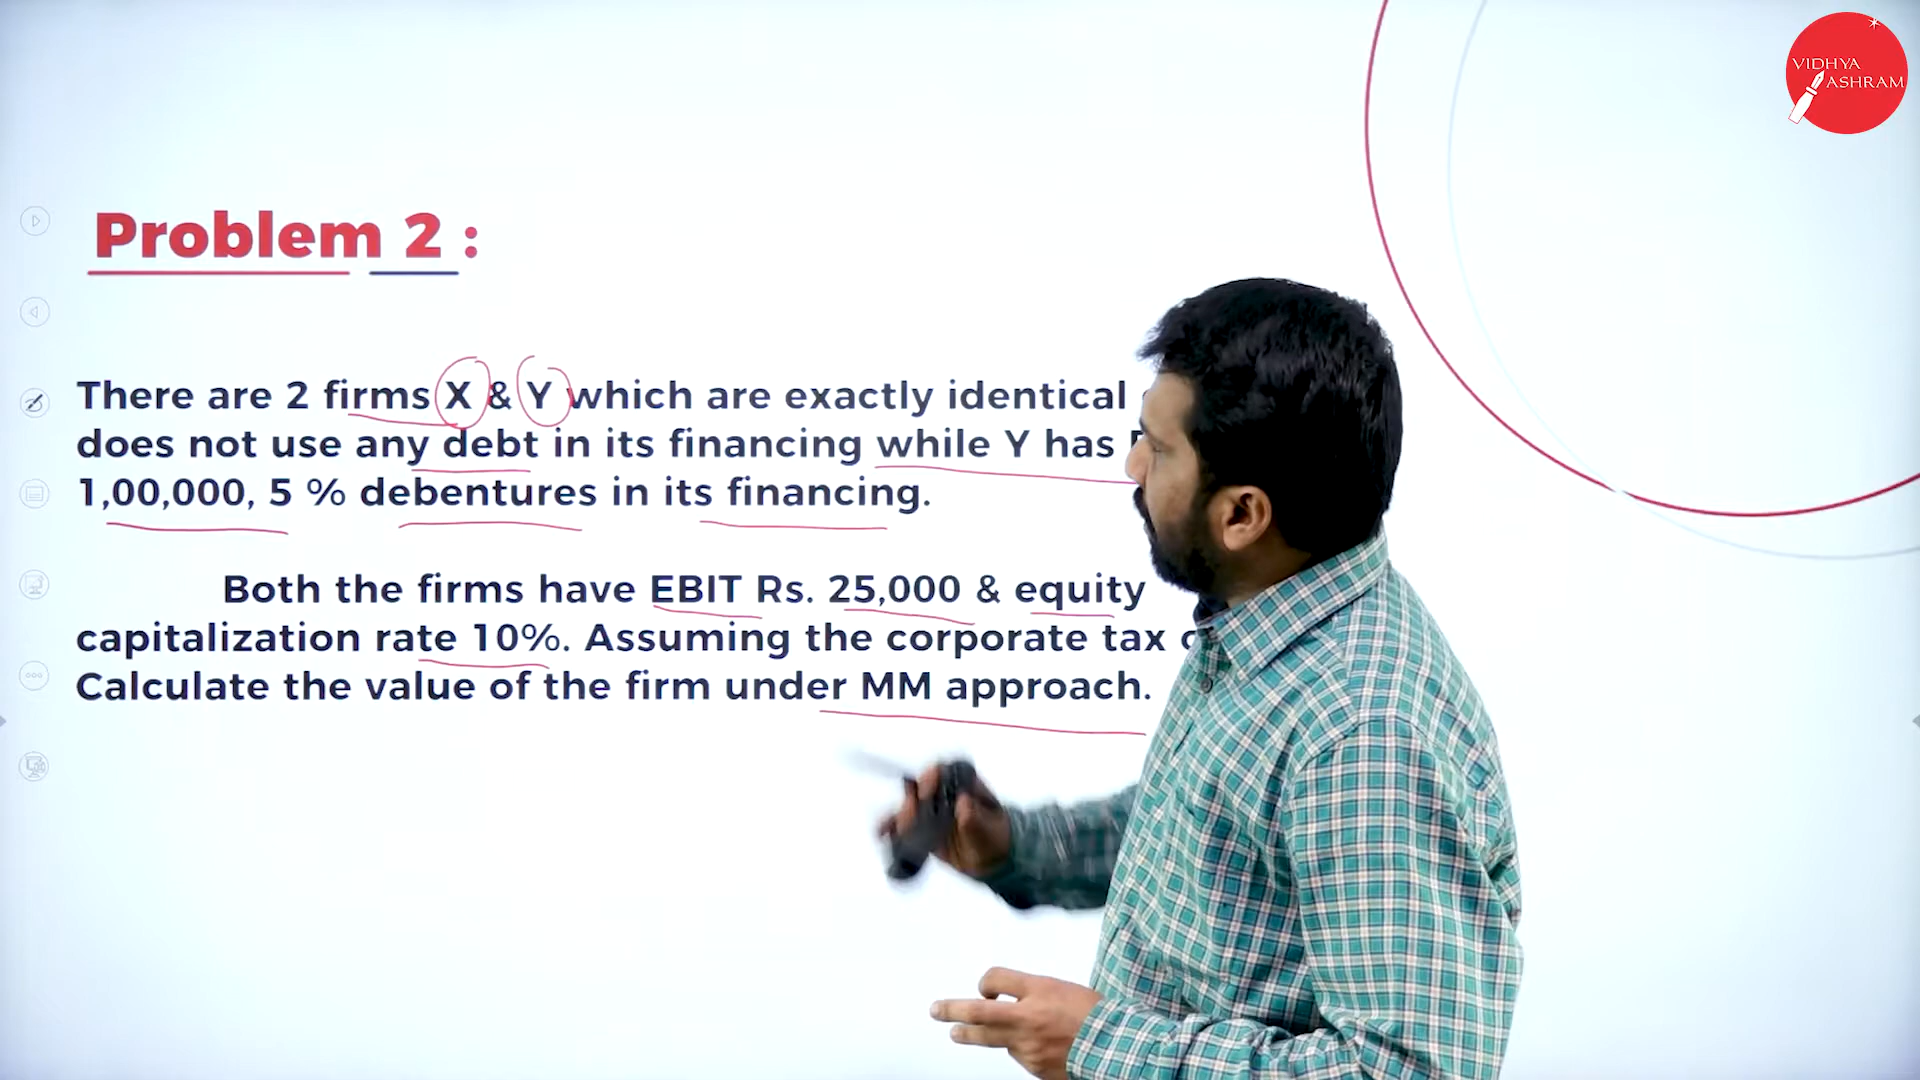 VIDHYA
ASHRAM
Problem 2 :
There are 2 firms X & Y which are exactly identical
does not use any debt in its financing while Y has
1,00,000, 5 % debentures in its financing.
Both the firms have EBIT Rs. 25,000 & equity
capitalization rate 10%. Assuming the corporate tax
Calculate the value of the firm under MM approach.